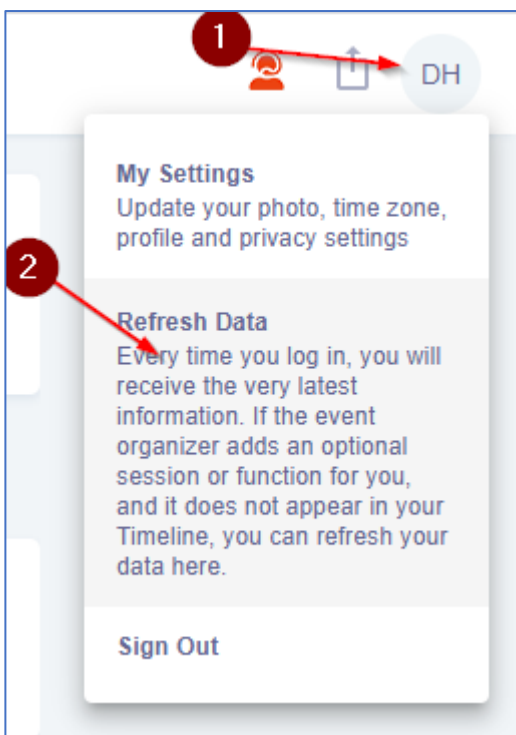 1
DH
My Settings
Update your photo, time zone,
profile and privacy settings
2
Refresh Data
Every time you log in, you will
receive the very latest
information. If the event
organizer adds an optional
session or function for you,
and it does not appear in your
Timeline, you can refresh your
data here.
Sign Out